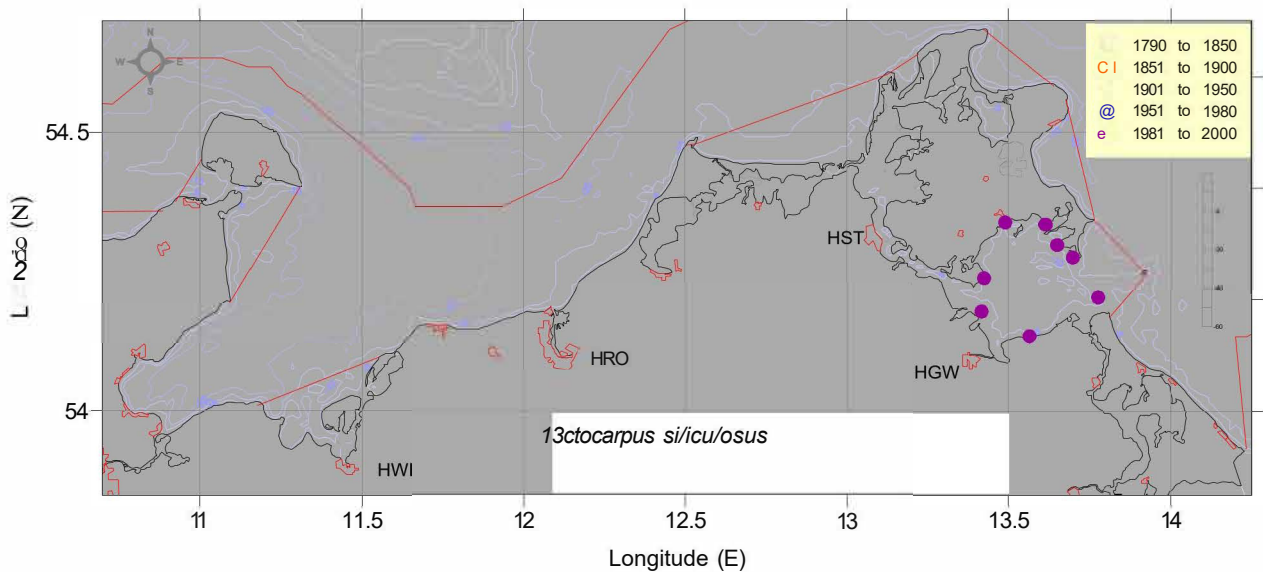 N
W E
S
1790 to 1850
C I 1851 to 1900
1901 to 1950
@ 1951 to 1980
e 1981 to 2000
54.5
HST
HRO
HGW
54
13ctocarpus si/icu/osus
HWI
11 11.5 12 12.5 13 13.5 14
Longitude (E)